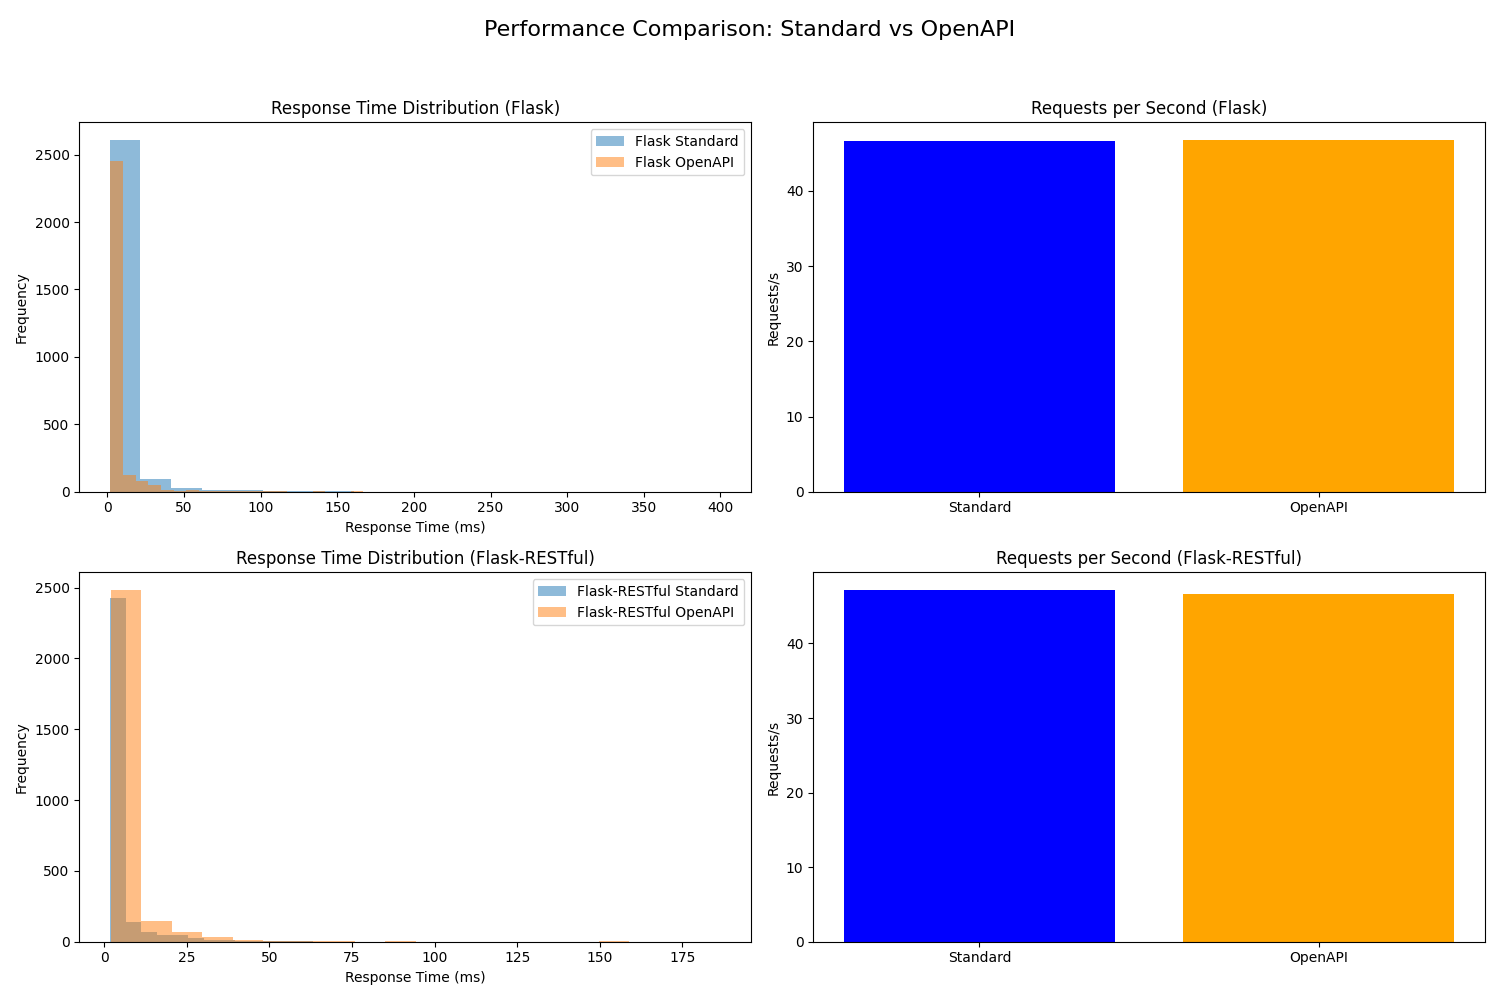 Performance Comparison: Standard vs OpenAPI
Response Time Distribution (Flask)
Frequency
2500
2000
1500
1000
500
0
Flask Standard
Flask OpenAPI
0 50 100 150 200 250 300 350 400
Response Time (ms)
Requests per Second (Flask)
Requests/s
40
30
20
10
0
Standard OpenAPI
Response Time Distribution (Flask-RESTful)
Frequency
2500
2000
1500
1000
500
0
Flask-RESTful Standard
Flask-RESTful OpenAPI
0 25 50 75 100 125 150 175
Response Time (ms)
Requests per Second (Flask-RESTful)
Requests/s
40
30
20
10
0
Standard OpenAPI